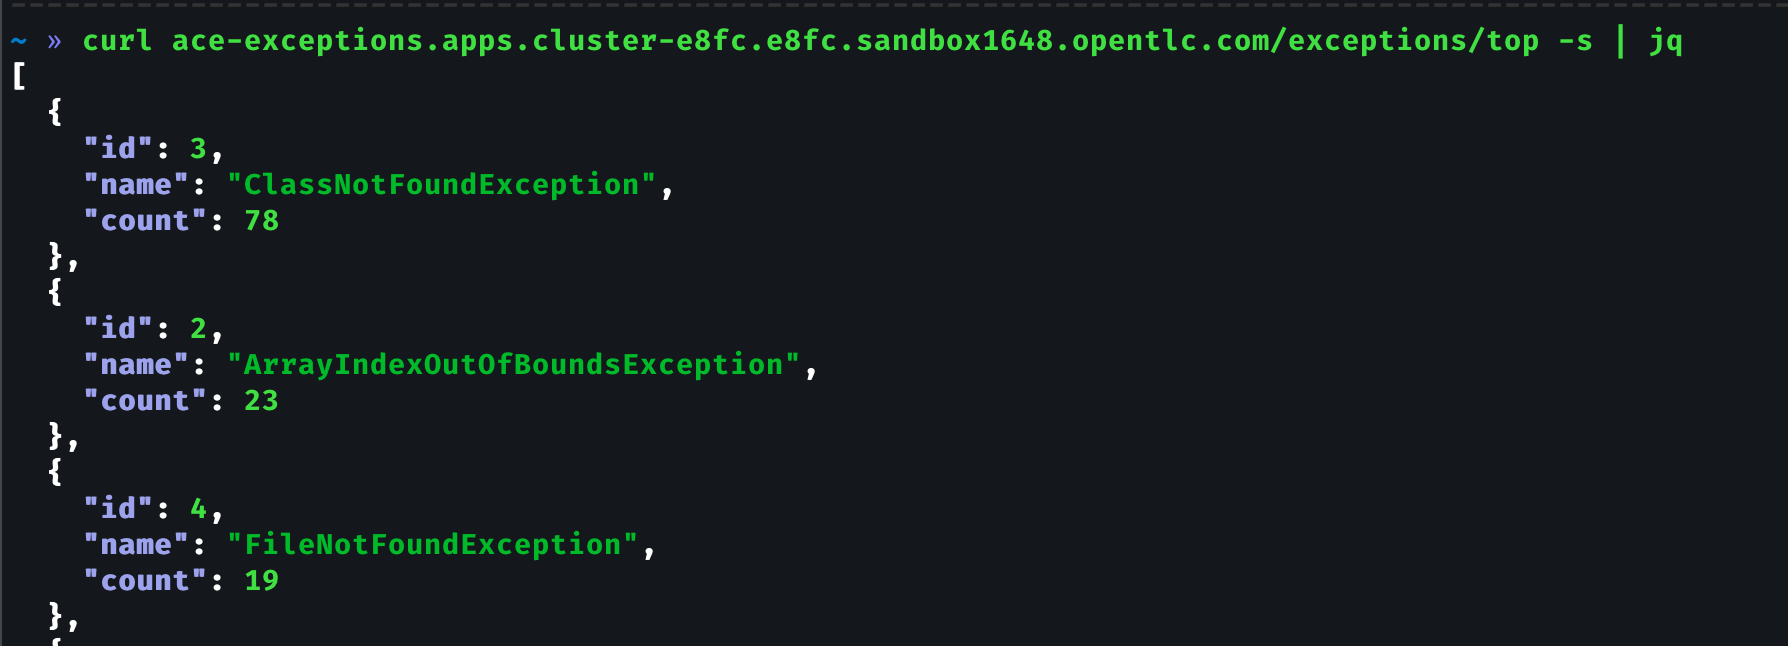 ~ » curl ace-exceptions.apps.cluster-e8fc.e8fc.sandbox1648.opentlc.com/exceptions/top -s | jq
[
  {
    "id": 3,
    "name": "ClassNotFoundException",
    "count": 78
  },
  {
    "id": 2,
    "name": "ArrayIndexOutOfBoundsException",
    "count": 23
  },
  {
    "id": 4,
    "name": "FileNotFoundException",
    "count": 19
  },
  {